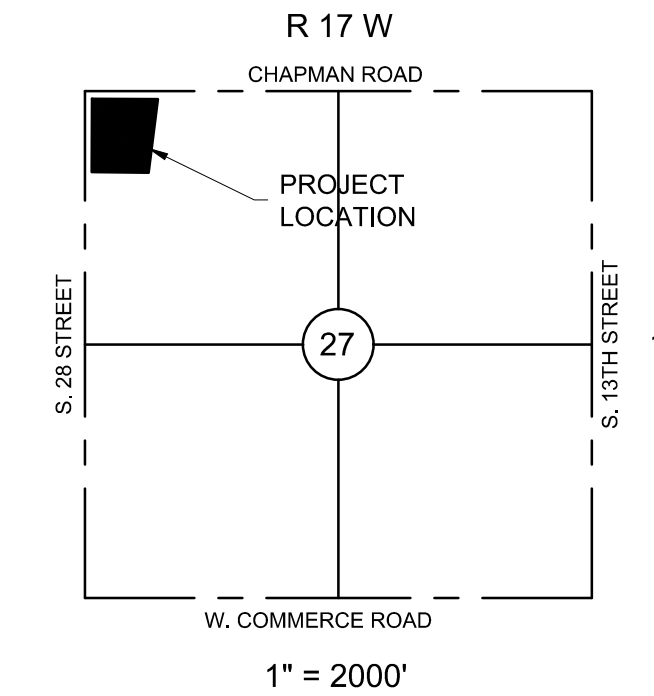 R 17 W
CHAPMAN ROAD
PROJECT
LOCATION
S. 28 STREET
27
S. 13TH STREET
W. COMMERCE ROAD
1" = 2000'